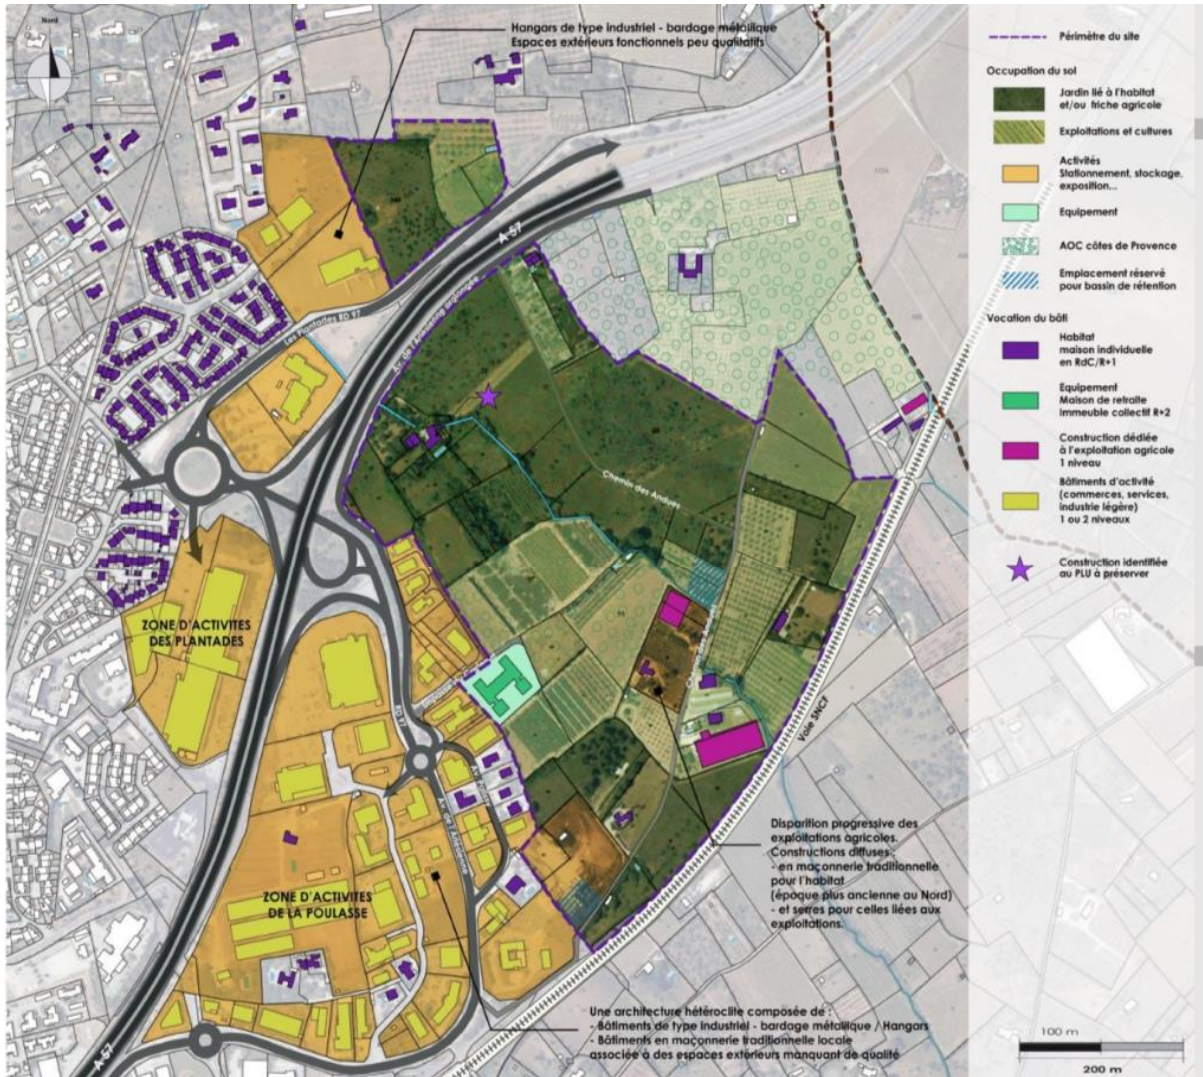 Nord
Hangars de type industriel - bardage métallique
Espaces extérieurs fonctionnels peu qualitatifs
A-57
Les Plantades RD 97
Chemin des Andues
ZONE D'ACTIVITES
DES PLANTADES
RD 97
Voie SNCF
ZONE D'ACTIVITES
DE LA POULASSE
A-57
Disparition progressive des
exploitations agricoles.
Constructions diffuses :
- en maçonnerie traditionnelle
pour l'habitat
(époque plus ancienne au Nord)
- et serres pour celles liées aux
exploitations.
Une architecture hétéroclite composée de :
- Bâtiments de type industriel - bardage métallique / Hangars
- Bâtiments en maçonnerie traditionnelle locale
associée à des espaces extérieurs manquant de qualité
Périmètre du site
Occupation du sol
Jardin lié à l'habitat
et/ou friche agricole
Exploitations et cultures
Activités
Stationnement, stockage,
exposition...
Equipement
AOC côtes de Provence
Emplacement réservé
pour bassin de rétention
Vocation du bâti
Habitat
maison individuelle
en RdC/R+1
Equipement
Maison de retraite
Immeuble collectif R+2
Construction dédiée
à l'exploitation agricole
1 niveau
Bâtiments d'activité
(commerces, services,
industrie légère)
1 ou 2 niveaux
Construction identifiée
au PLU à préserver
100 m
200 m